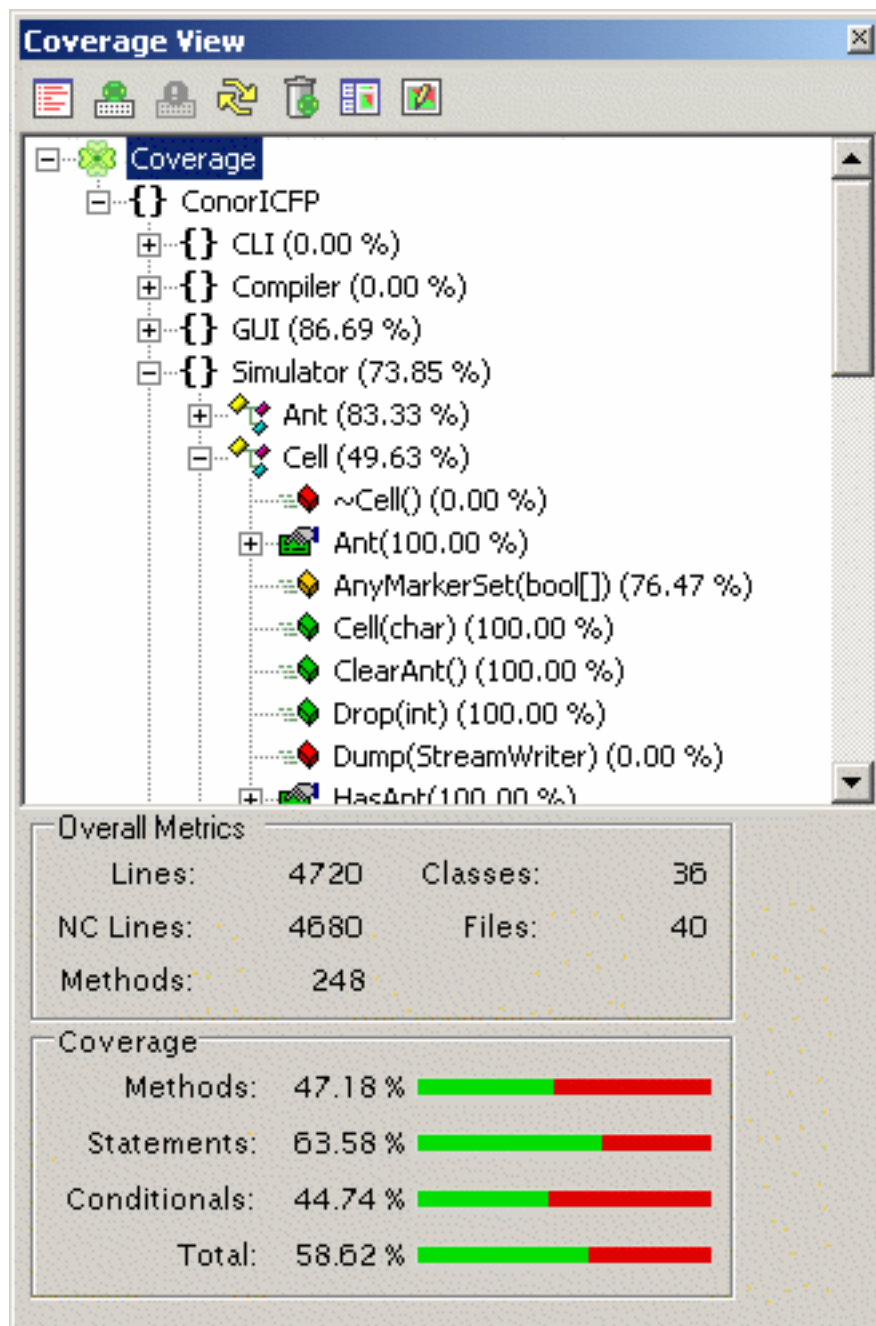 Coverage View
Coverage
{} ConorICFP
{} CLI (0.00 %)
{} Compiler (0.00 %)
{} GUI (86.69 %)
{} Simulator (73.85 %)
Ant (83.33 %)
Cell (49.63 %)
~Cell() (0.00 %)
Ant(100.00 %)
AnyMarkerSet(bool[]) (76.47 %)
Cell(char) (100.00 %)
ClearAnt() (100.00 %)
Drop(int) (100.00 %)
Dump(StreamWriter) (0.00 %)
HasAnt(100.00 %)
Overall Metrics
Lines: 4720 Classes: 36
NC Lines: 4680 Files: 40
Methods: 248
Coverage
Methods: 47.18 %
Statements: 63.58 %
Conditionals: 44.74 %
Total: 58.62 %